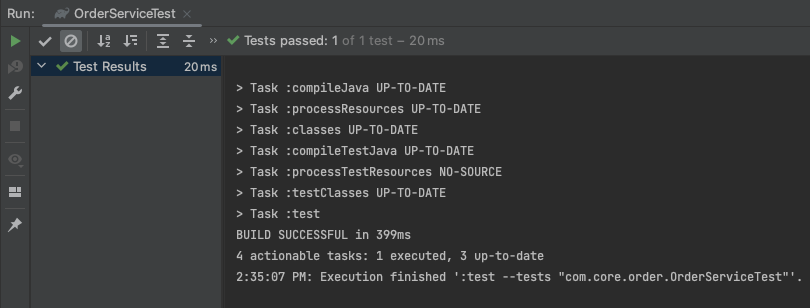 Run: OrderServiceTest
Tests passed: 1 of 1 test – 20 ms
Test Results 20 ms
> Task :compileJava UP-TO-DATE
> Task :processResources UP-TO-DATE
> Task :classes UP-TO-DATE
> Task :compileTestJava UP-TO-DATE
> Task :processTestResources NO-SOURCE
> Task :testClasses UP-TO-DATE
> Task :test
BUILD SUCCESSFUL in 399ms
4 actionable tasks: 1 executed, 3 up-to-date
2:35:07 PM: Execution finished ':test --tests "com.core.order.OrderServiceTest"'.